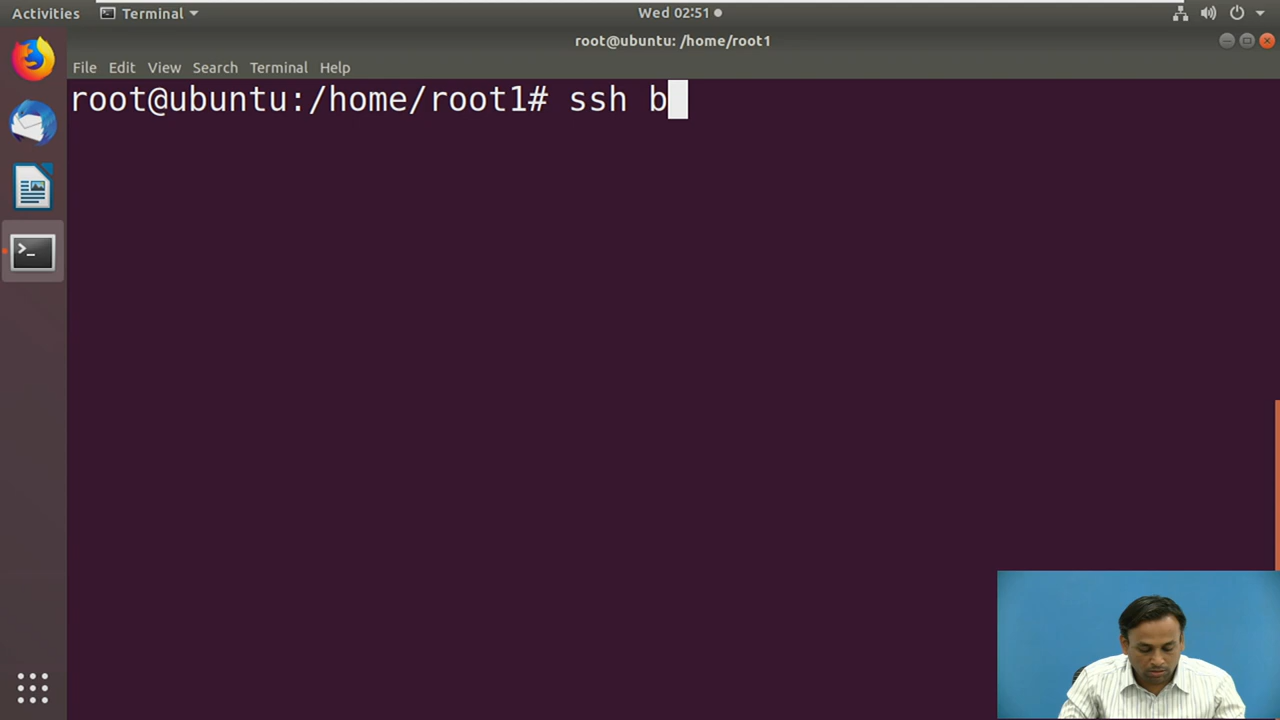 Activities
Terminal
Wed 02:51
root@ubuntu: /home/root1
File Edit View Search Terminal Help
root@ubuntu:/home/root1# ssh b